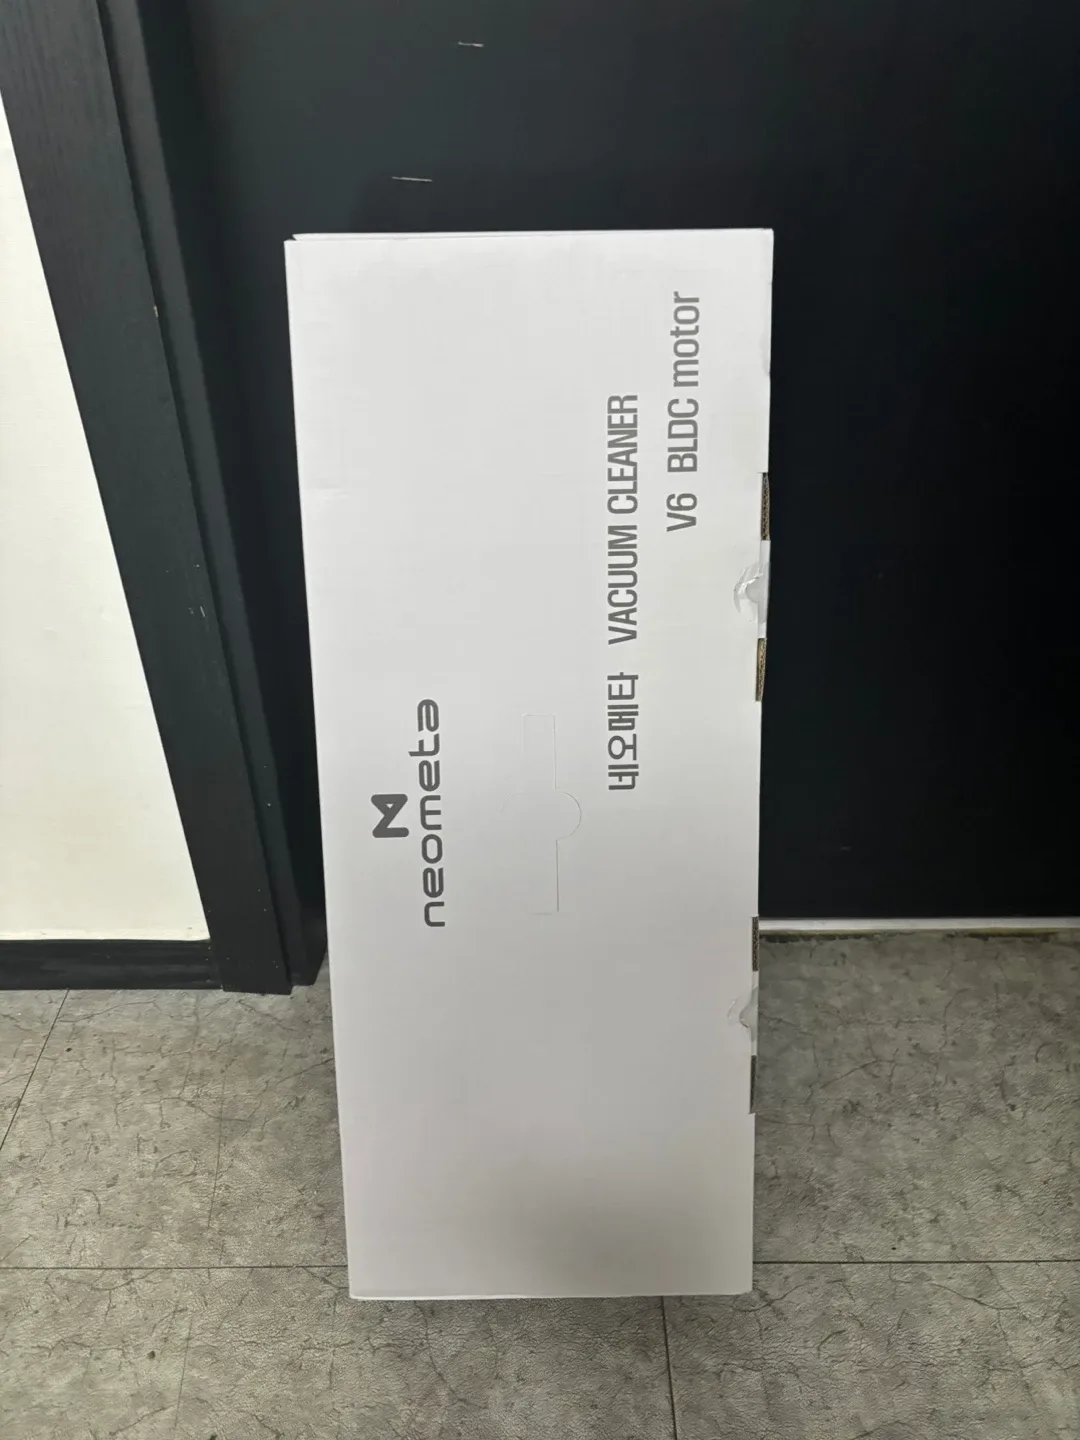 neometa
네오메타 VACUUM CLEANER
V6 BLDC motor